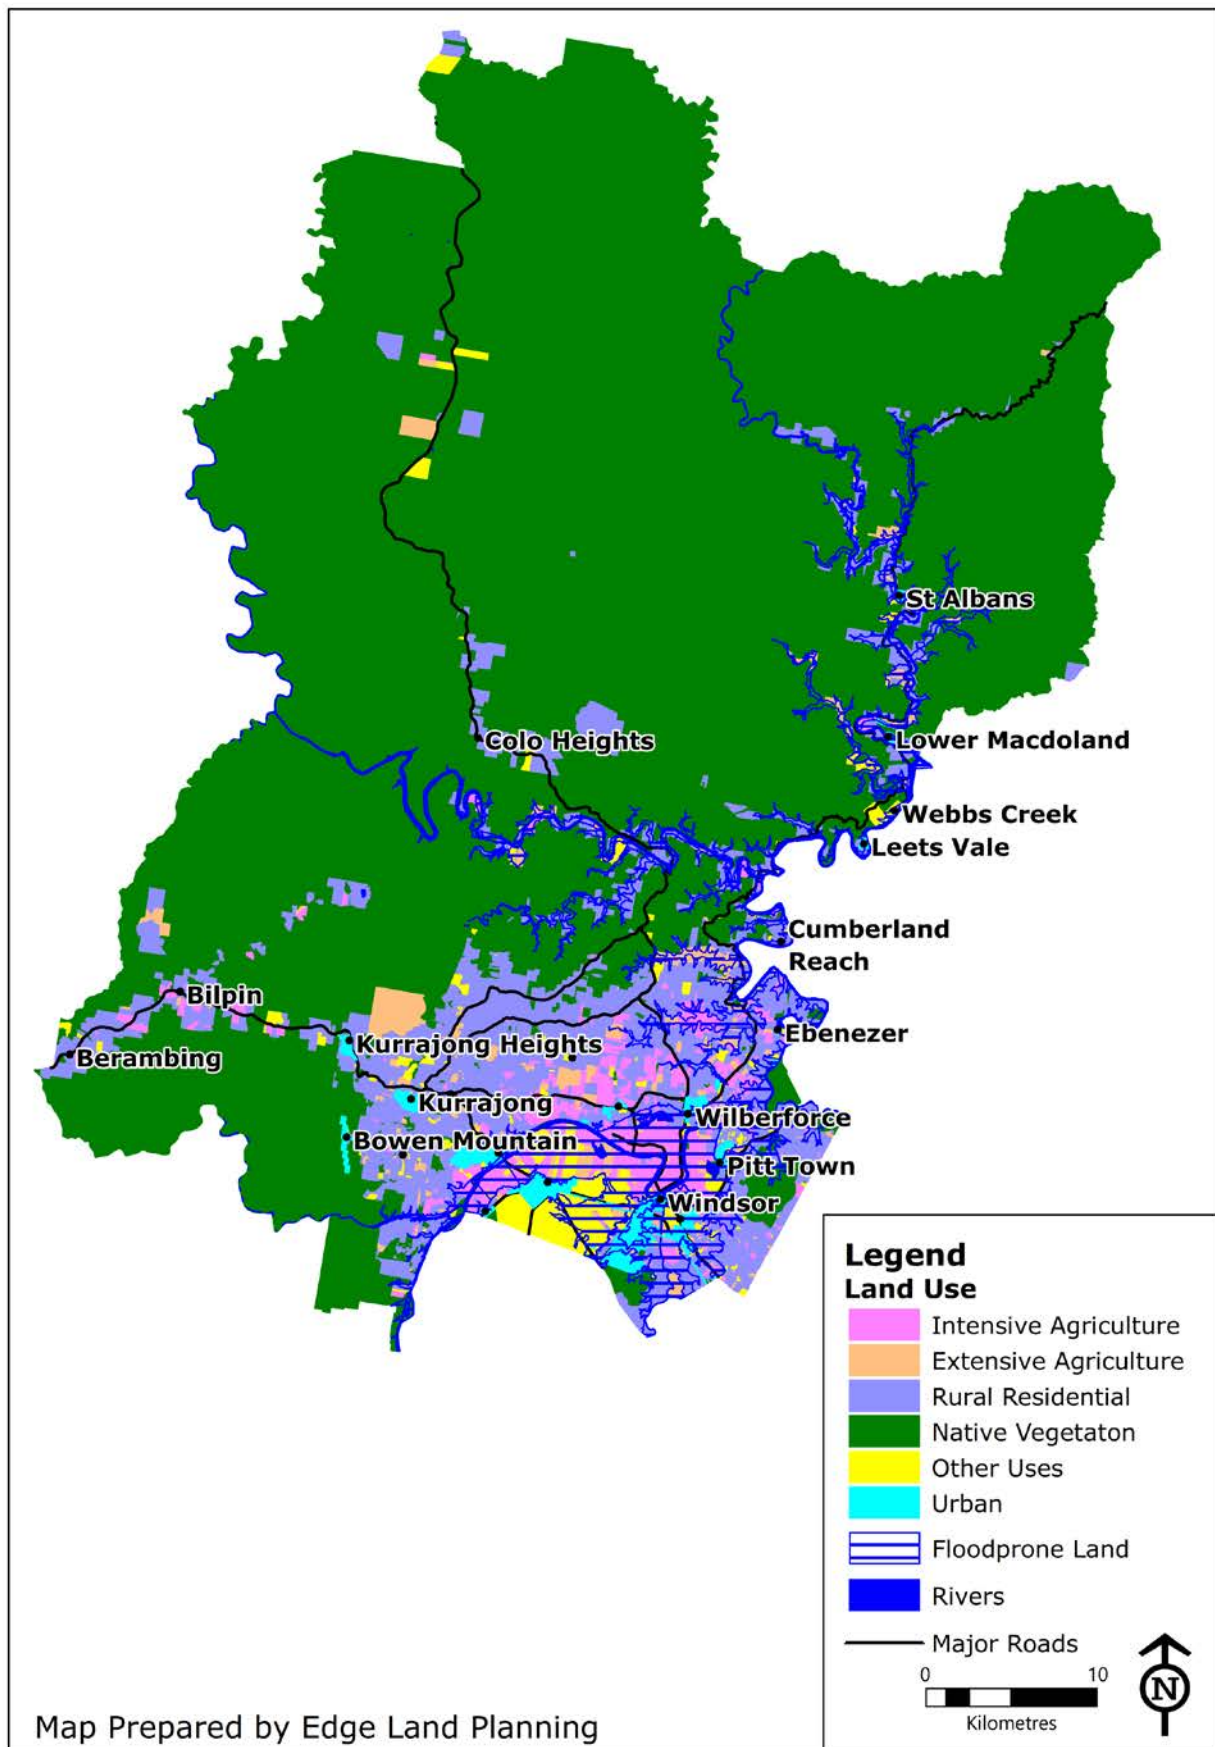 St Albans
Colo Heights
Lower Macdoland
Webbs Creek
Leets Vale
Cumberland
Reach
Bilpin
Ebenezer
Kurrajong Heights
Berambing
Kurrajong
Wilberforce
Bowen Mountain
Pitt Town
Windsor
Legend
Land Use
Intensive Agriculture
Extensive Agriculture
Rural Residential
Native Vegetaton
Other Uses
Urban
Floodprone Land
Rivers
Major Roads
0 10
Kilometres
N
Map Prepared by Edge Land Planning